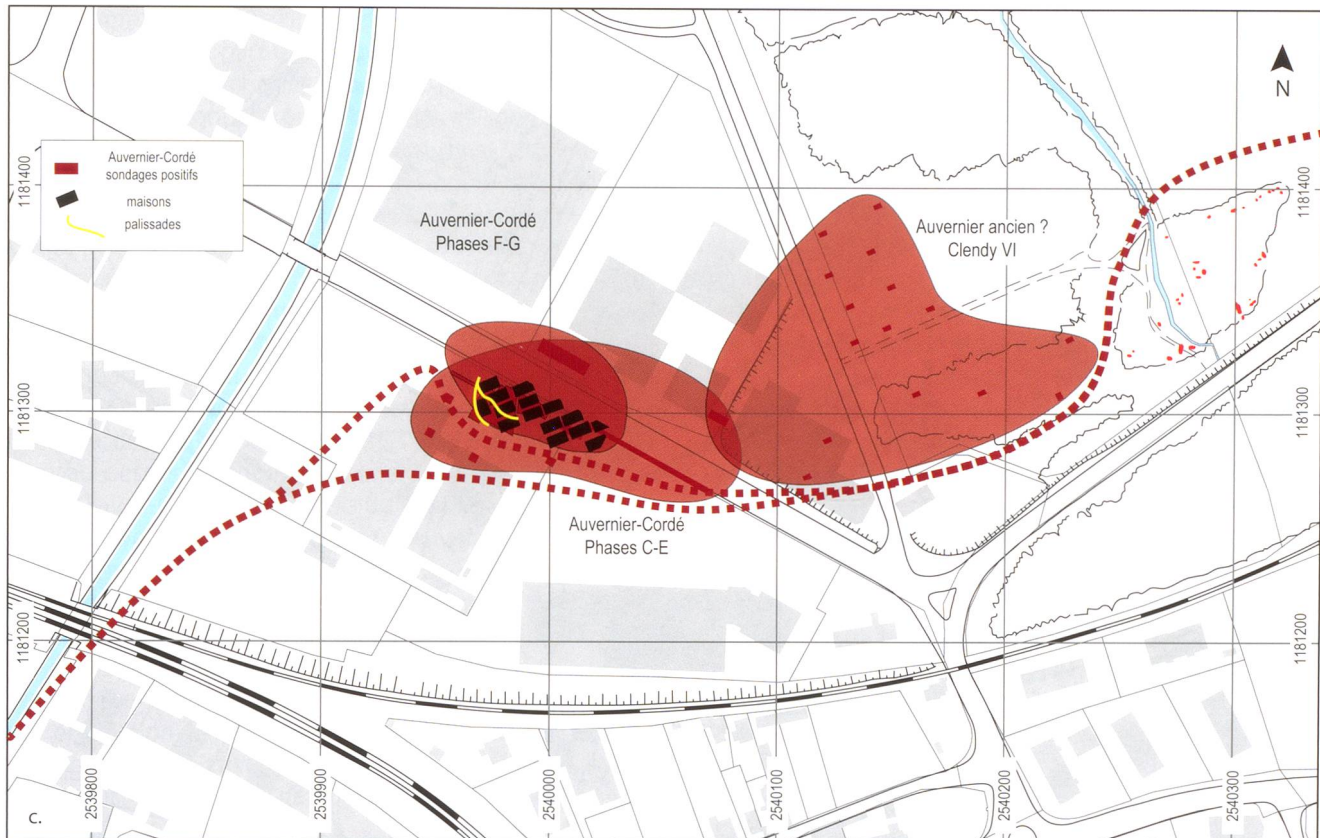 N
Auvernier-Cordé
sondages positifs
maisons
palissades
Auvernier-Cordé
Phases F-G
Auvernier ancien ?
Clendy VI
Auvernier-Cordé
Phases C-E
1181400
1181400
1181300
1181300
1181200
1181200
2539800
2539900
2540000
2540100
2540200
2540300
c.